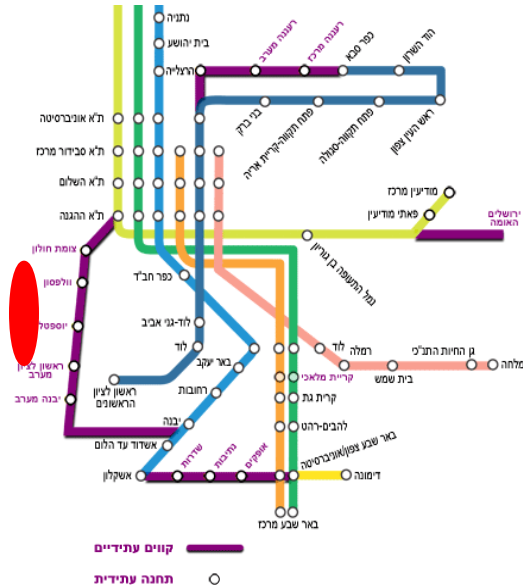 נתניה
בית יהושע
הרצלייה
רעננה מערב
רעננה מרכז
כפר סבא
הוד השרון
ראש העין צפון
פתח תקווה-סגולה
פתח תקווה-קריית אריה
בני ברק
ת"א אוניברסיטה
ת"א סבידור מרכז
ת"א השלום
ת"א ההגנה
מודיעין מרכז
פאתי מודיעין
ירושלים
האומה
נמל התעופה בן גוריון
צומת חולון
וולפסון
יוספטל
ראשון לציון
מערב
יבנה מערב
כפר חב"ד
לוד-גני אביב
לוד
ראשון לציון
הראשונים
באר יעקב
רחובות
יבנה
אשדוד עד הלום
אשקלון
לוד
רמלה
בית שמש
גן החיות התנ"כי
מלחה
קריית מלאכי
קרית גת
להבים-רהט
באר שבע צפון/אוניברסיטה
דימונה
שדרות
נתיבות
אופקים
באר שבע מרכז
קווים עתידיים
תחנה עתידית